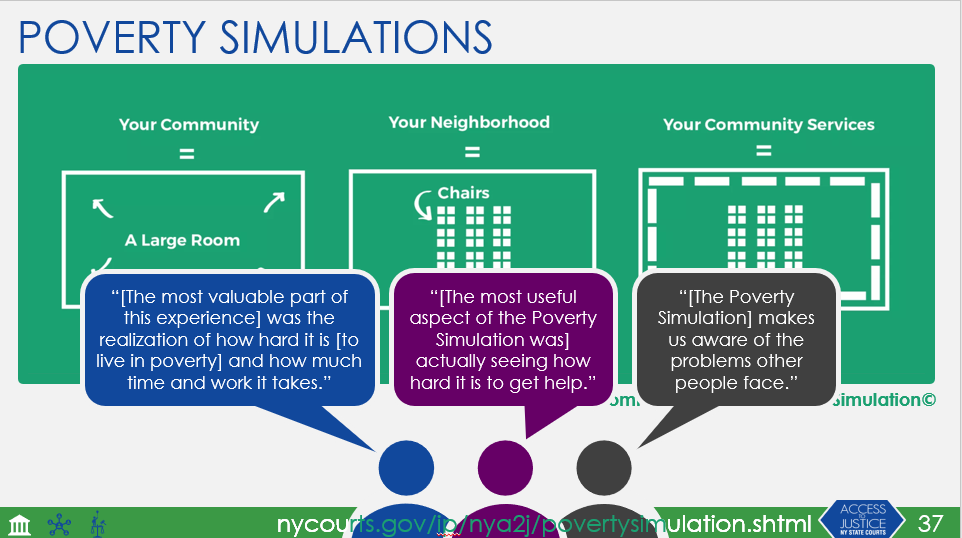 POVERTY SIMULATIONS
Your Community
=
A Large Room
Your Neighborhood
=
Chairs
Your Community Services
=
“[The most valuable part of
this experience] was the
realization of how hard it is [to
live in poverty] and how much
time and work it takes.”
“[The most useful
aspect of the Poverty
Simulation was]
actually seeing how
hard it is to get help.”
“[The Poverty
Simulation] makes
us aware of the
problems other
people face.”
Simulation©
nycourts.gov/ip/nya2j/povertysimulation.shtml
ACCESS
TO
JUSTICE
NY STATE COURTS
37